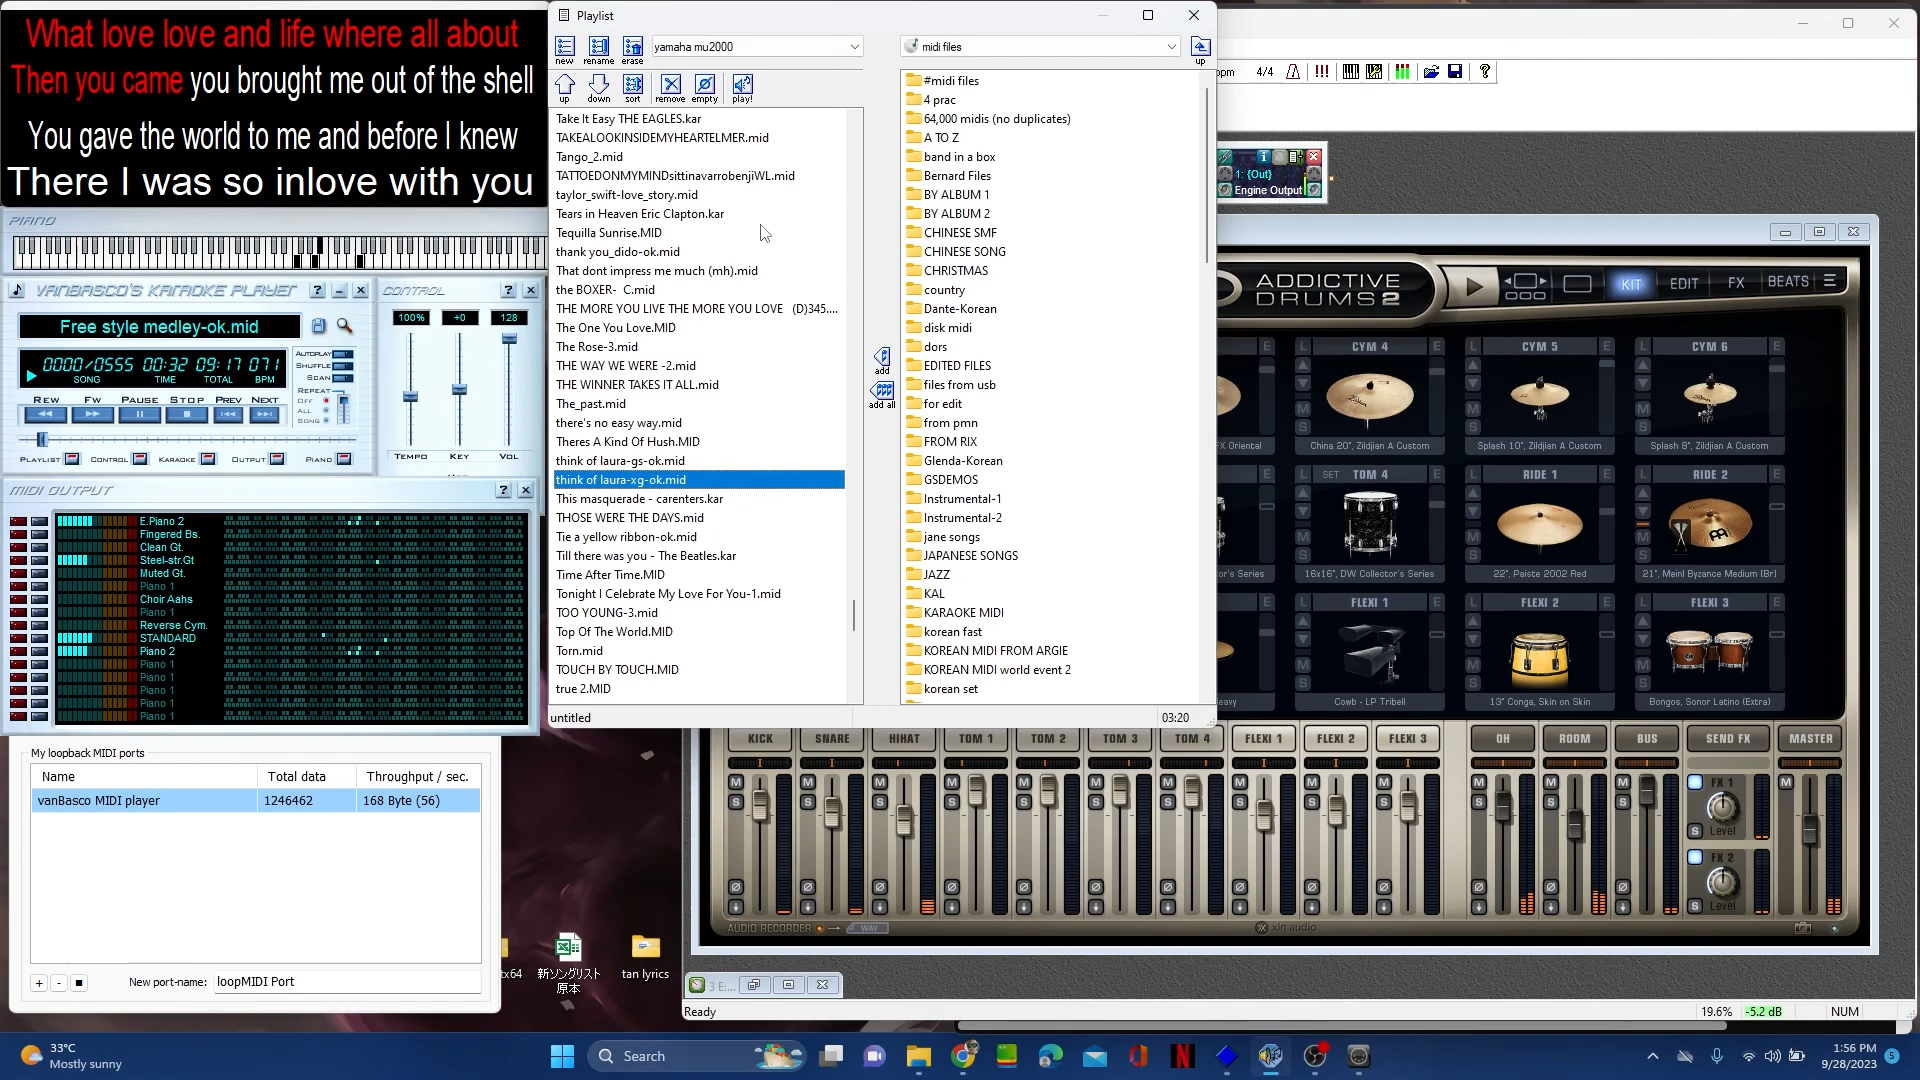 What love love and life where all about
Then you came you brought me out of the shell
You gave the world to me and before I knew
There I was so inlove with you
PIANO
VANBASCO'S KARAOKE PLAYER
Free style medley-ok.mid
0000/0555 00:32 09:17 071
SONG TIME TOTAL BPM
AUTOPLAY
SHUFFLE
SCAN
REPEAT
OFF
ALL
SONG
REW FW PAUSE STOP PREV NEXT
PLAYLIST CONTROL KARAOKE OUTPUT PIANO
CONTROL
100% +0 128
TEMPO KEY VOL
MIDI OUTPUT
E.Piano 2
Fingered Bs.
Clean Gt.
Steel-str.Gt
Muted Gt.
Piano 1
Choir Aahs
Piano 1
Reverse Cym.
STANDARD
Piano 2
Piano 1
Piano 1
Piano 1
Piano 1
Piano 1
My loopback MIDI ports
Name Total data Throughput / sec.
vanBasco MIDI player 1246462 168 Byte (56)
+ - New port-name: loopMIDI Port
Playlist
new rename erase yamaha mu2000
up down sort remove empty play!
Take It Easy THE EAGLES.kar
TAKEALOOKINSIDEMYHEARTELMER.mid
Tango_2.mid
TATTOEDONMYMINDsittinavarrobenjiWL.mid
taylor_swift-love_story.mid
Tears in Heaven Eric Clapton.kar
Tequilla Sunrise.MID
thank you_dido-ok.mid
That dont impress me much (mh).mid
the BOXER- C.mid
THE MORE YOU LIVE THE MORE YOU LOVE (D)345....
The One You Love.MID
The Rose-3.mid
THE WAY WE WERE -2.mid
THE WINNER TAKES IT ALL.mid
The_past.mid
there's no easy way.mid
Theres A Kind Of Hush.MID
think of laura-gs-ok.mid
think of laura-xg-ok.mid
This masquerade - carenters.kar
THOSE WERE THE DAYS.mid
Tie a yellow ribbon-ok.mid
Till there was you - The Beatles.kar
Time After Time.MID
Tonight I Celebrate My Love For You-1.mid
TOO YOUNG-3.mid
Top Of The World.MID
Torn.mid
TOUCH BY TOUCH.MID
true 2.MID
untitled
add
add all
midi files
up
#midi files
4 prac
64,000 midis (no duplicates)
A TO Z
band in a box
Bernard Files
BY ALBUM 1
BY ALBUM 2
CHINESE SMF
CHINESE SONG
CHRISTMAS
country
Dante-Korean
disk midi
dors
EDITED FILES
files from usb
for edit
from pmn
FROM RIX
Glenda-Korean
GSDEMOS
Instrumental-1
Instrumental-2
jane songs
JAPANESE SONGS
JAZZ
KAL
KARAOKE MIDI
korean fast
KOREAN MIDI FROM ARGIE
KOREAN MIDI world event 2
korean set
03:20
ppm 4/4
1: {Out}
Engine Output
ADDICTIVE
DRUMS 2
KIT EDIT FX BEATS
CYM 4 CYM 5 CYM 6
FX Oriental China 20", Zildjian A Custom Splash 10", Zildjian A Custom Splash 8", Zildjian A Custom
SET TOM 4 RIDE 1 RIDE 2
or's Series 16x16", DW Collector's Series 22", Paiste 2002 Red 21", Meinl Byzance Medium (Br)
FLEXI 1 FLEXI 2 FLEXI 3
eavy Cowb - LP Tribell 13" Conga, Skin on Skin Bongos, Sonor Latino (Extra)
KICK SNARE HIHAT TOM 1 TOM 2 TOM 3 TOM 4 FLEXI 1 FLEXI 2 FLEXI 3 OH ROOM BUS SEND FX MASTER
FX 1
Level
FX 2
Level
AUDIO RECORDER WAV xln audio
3 E...
Ready 19.6% -5.2 dB NUM
tx64
新ソングリスト
原本
tan lyrics
33°C
Mostly sunny
Search
1:56 PM
9/28/2023
5